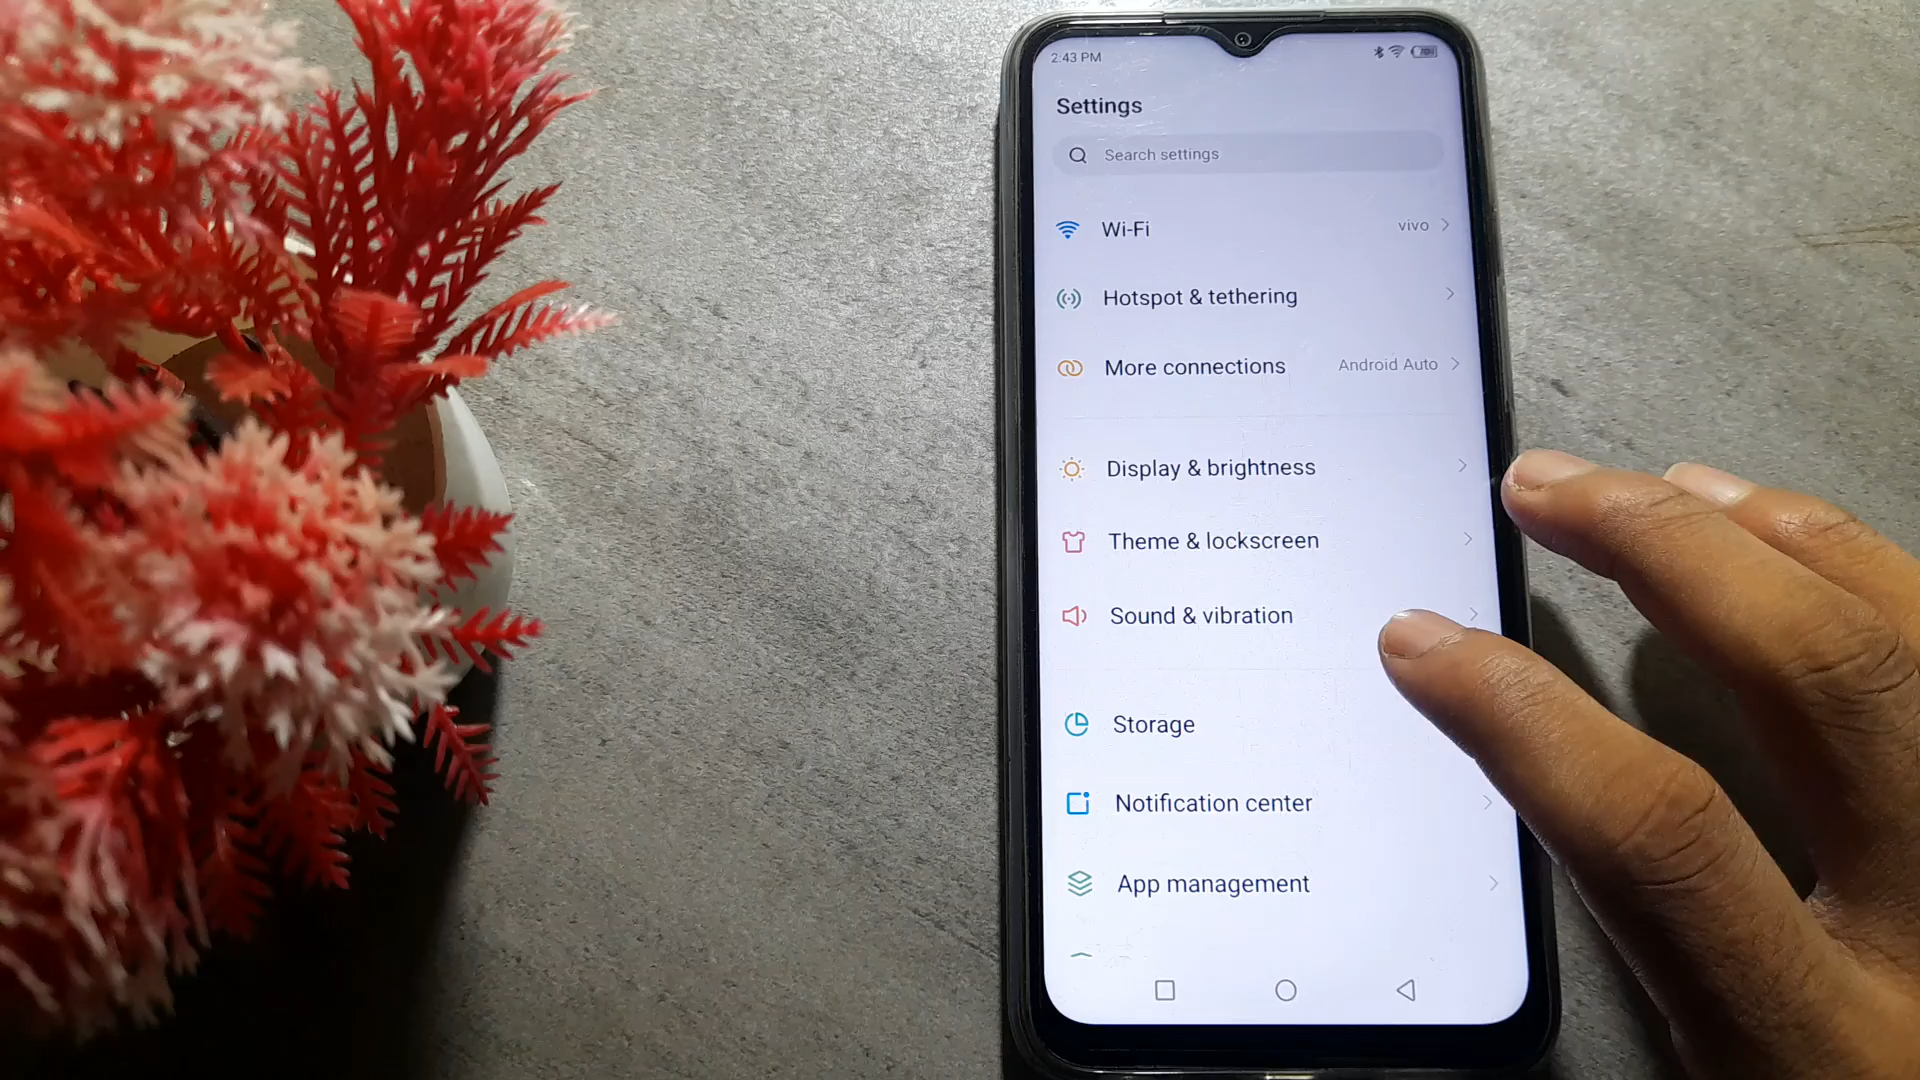 2:43 PM
Settings
Search settings
Wi-Fi vivo
Hotspot & tethering
More connections Android Auto
Display & brightness
Theme & lockscreen
Sound & vibration
Storage
Notification center
App management